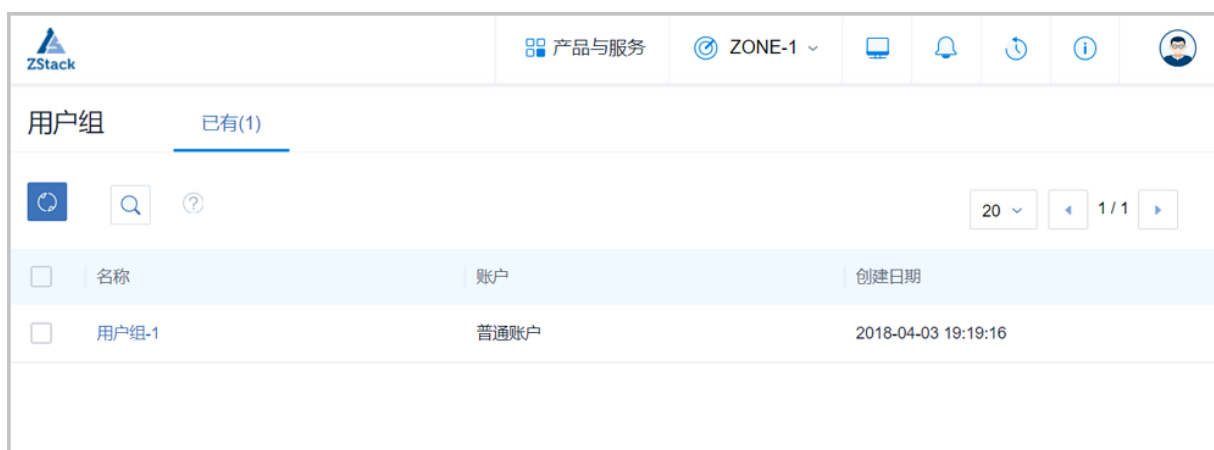 ZStack
产品与服务
ZONE-1
用户组
已有(1)
20
1 / 1
名称 账户 创建日期
用户组-1 普通账户 2018-04-03 19:19:16